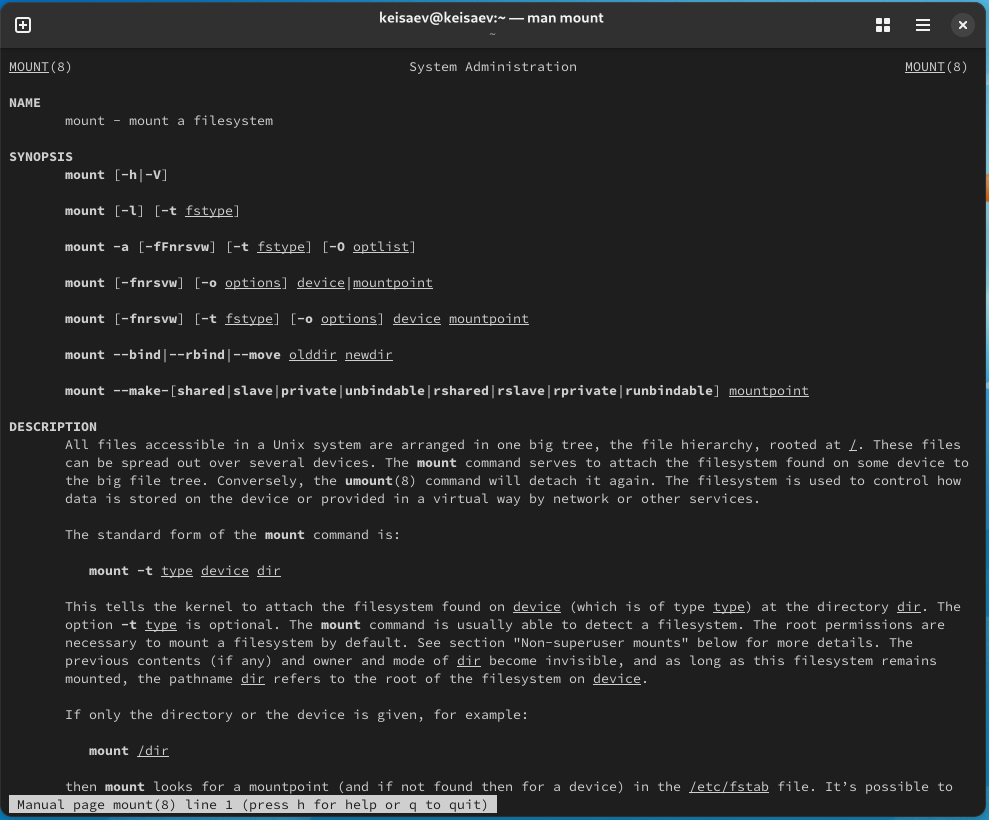 keisaev@keisaev:~ — man mount
~
MOUNT(8) System Administration MOUNT(8)
NAME
mount - mount a filesystem
SYNOPSIS
mount [-h|-V]
mount [-l] [-t fstype]
mount -a [-fFnrsvw] [-t fstype] [-O optlist]
mount [-fnrsvw] [-o options] device|mountpoint
mount [-fnrsvw] [-t fstype] [-o options] device mountpoint
mount --bind|--rbind|--move olddir newdir
mount --make-[shared|slave|private|unbindable|rshared|rslave|rprivate|runbindable] mountpoint
DESCRIPTION
All files accessible in a Unix system are arranged in one big tree, the file hierarchy, rooted at /. These files
can be spread out over several devices. The mount command serves to attach the filesystem found on some device to
the big file tree. Conversely, the umount(8) command will detach it again. The filesystem is used to control how
data is stored on the device or provided in a virtual way by network or other services.
The standard form of the mount command is:
mount -t type device dir
This tells the kernel to attach the filesystem found on device (which is of type type) at the directory dir. The
option -t type is optional. The mount command is usually able to detect a filesystem. The root permissions are
necessary to mount a filesystem by default. See section "Non-superuser mounts" below for more details. The
previous contents (if any) and owner and mode of dir become invisible, and as long as this filesystem remains
mounted, the pathname dir refers to the root of the filesystem on device.
If only the directory or the device is given, for example:
mount /dir
then mount looks for a mountpoint (and if not found then for a device) in the /etc/fstab file. It’s possible to
Manual page mount(8) line 1 (press h for help or q to quit)